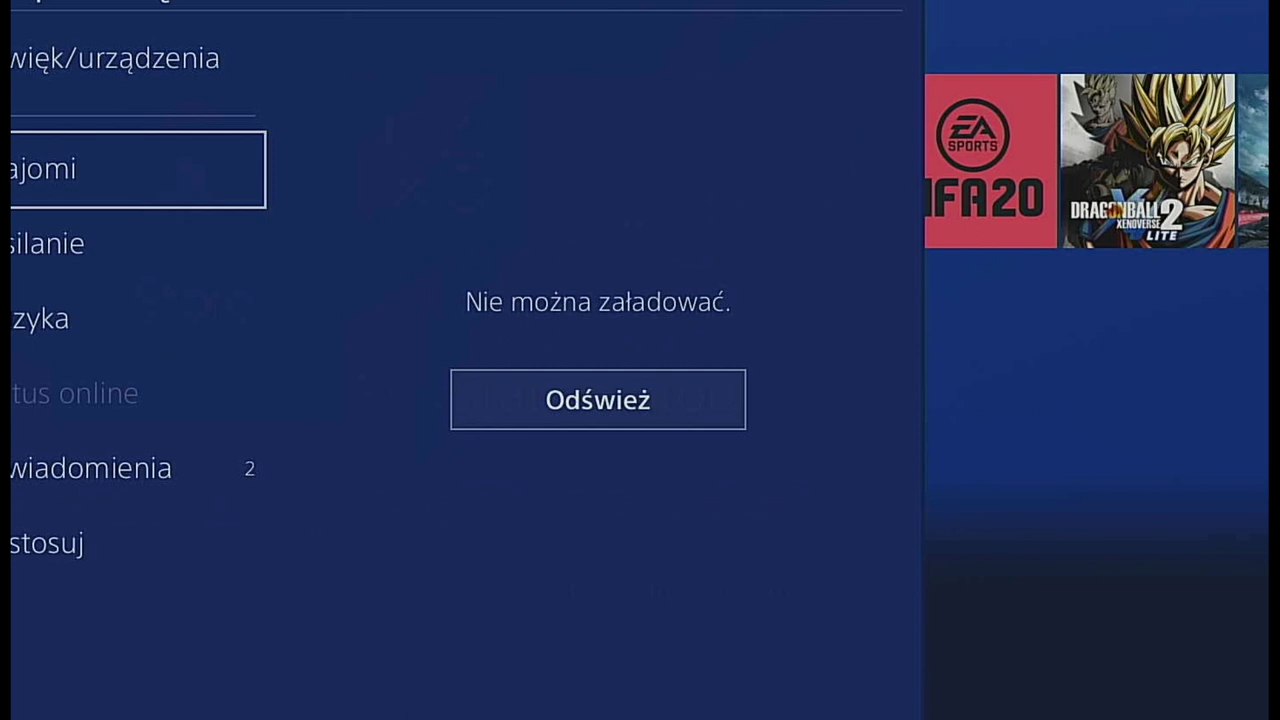 więk/urządzenia
ajomi
silanie
zyka
tus online
wiadomienia 2
stosuj
Nie można załadować.
Odśwież
EA
SPORTS
IFA20
DRAGONBALL
XENOVERSE 2
LITE